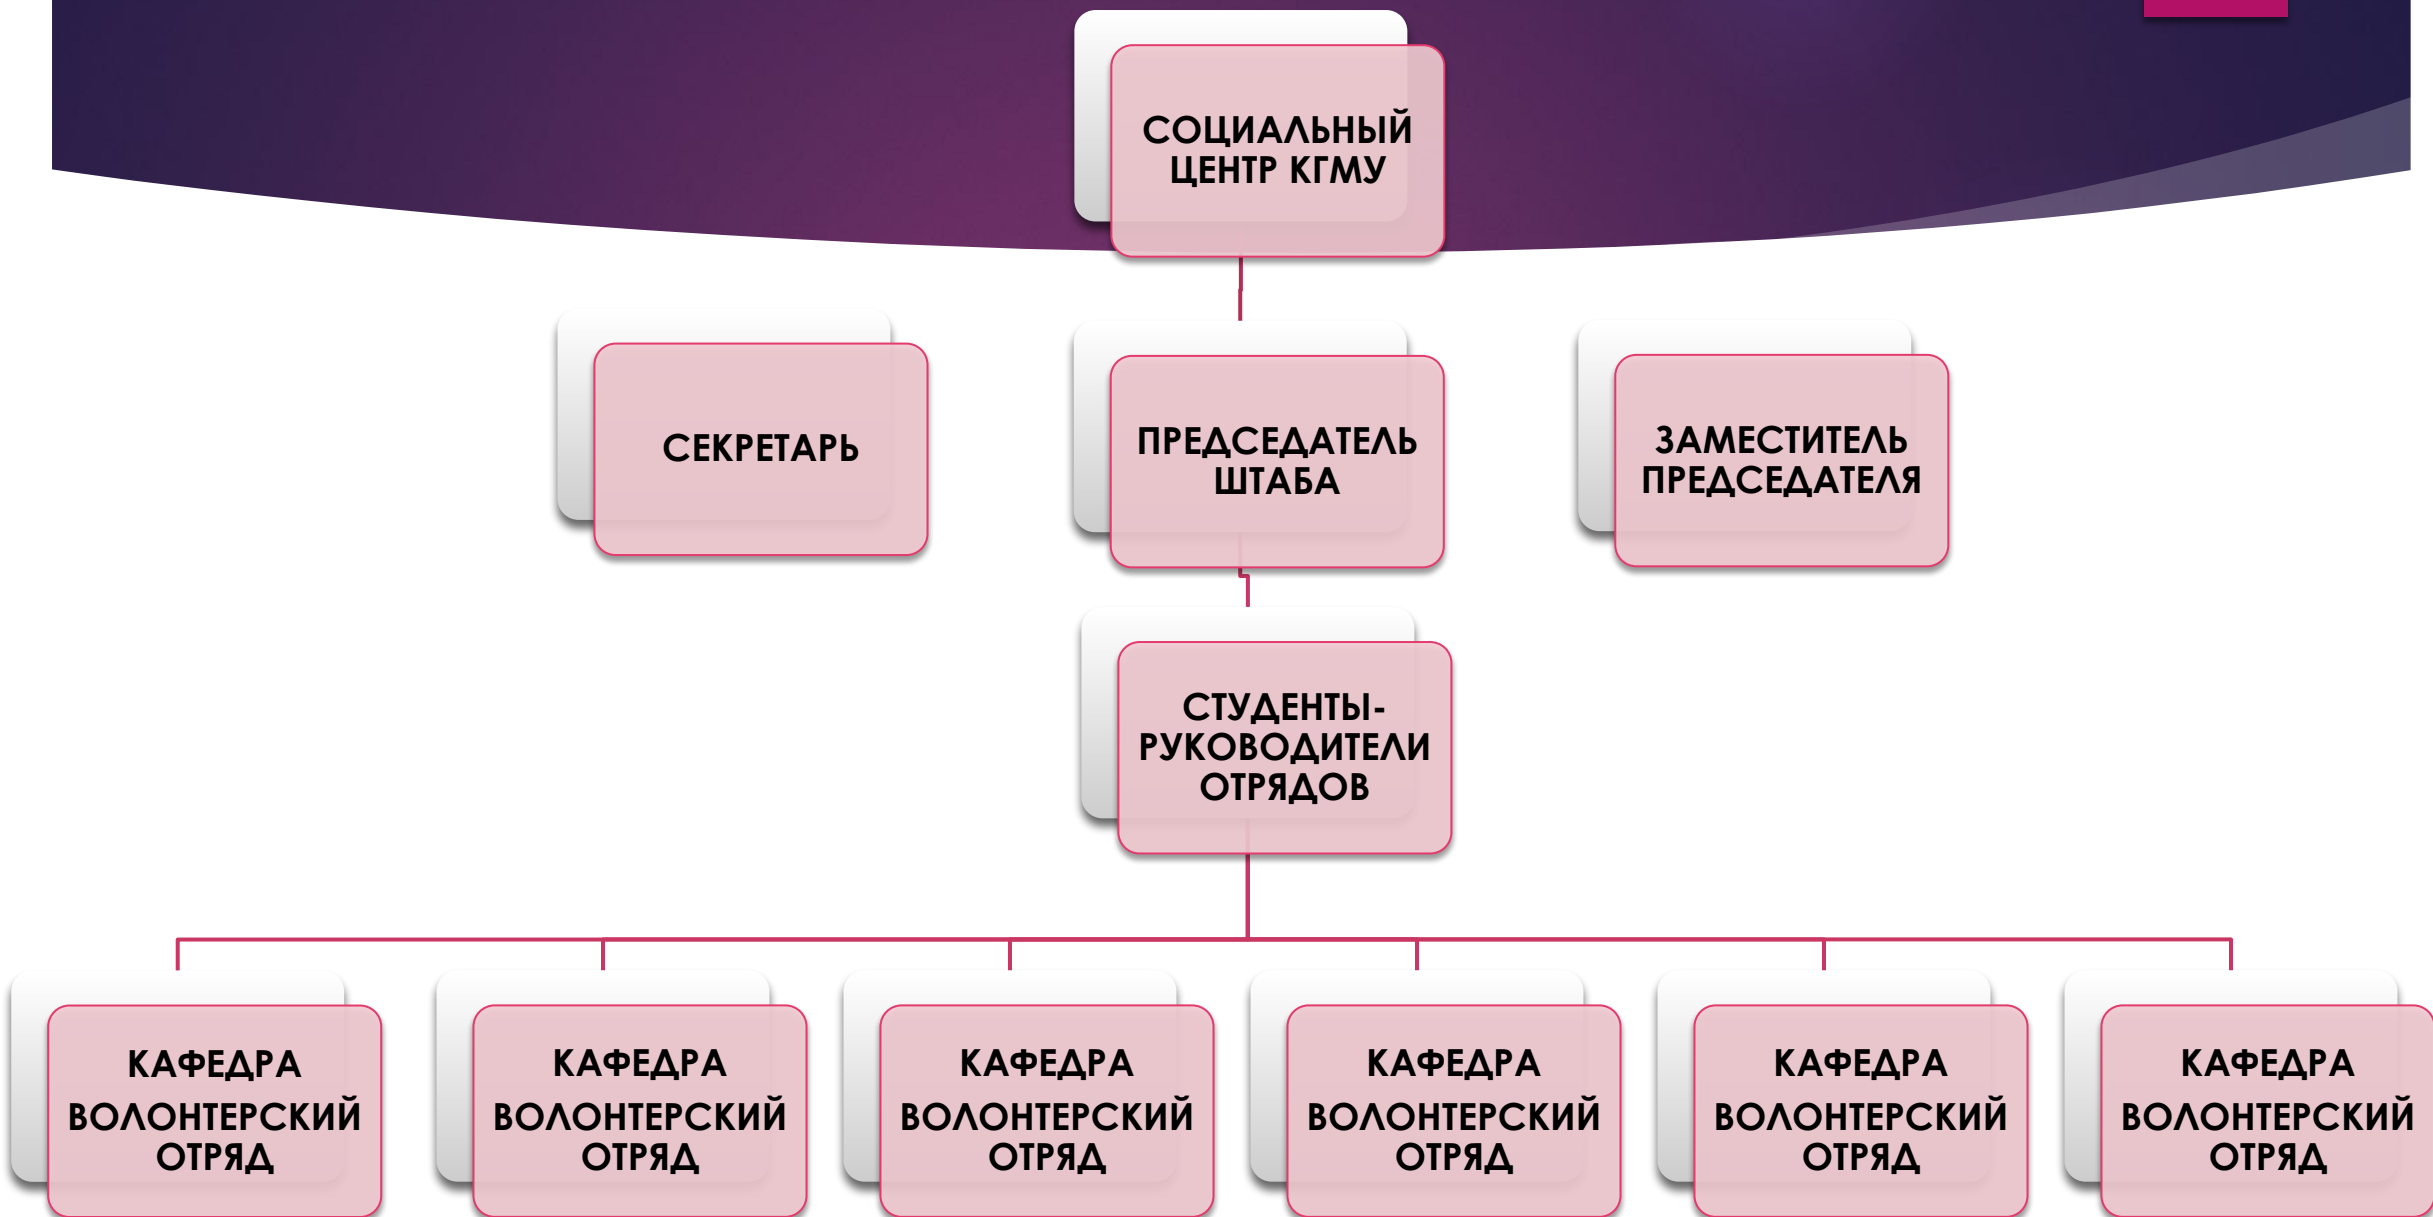 СОЦИАЛЬНЫЙ
ЦЕНТР КГМУ
СЕКРЕТАРЬ
ПРЕДСЕДАТЕЛЬ
ШТАБА
ЗАМЕСТИТЕЛЬ
ПРЕДСЕДАТЕЛЯ
СТУДЕНТЫ-
РУКОВОДИТЕЛИ
ОТРЯДОВ
КАФЕДРА
ВОЛОНТЕРСКИЙ
ОТРЯД
КАФЕДРА
ВОЛОНТЕРСКИЙ
ОТРЯД
КАФЕДРА
ВОЛОНТЕРСКИЙ
ОТРЯД
КАФЕДРА
ВОЛОНТЕРСКИЙ
ОТРЯД
КАФЕДРА
ВОЛОНТЕРСКИЙ
ОТРЯД
КАФЕДРА
ВОЛОНТЕРСКИЙ
ОТРЯД